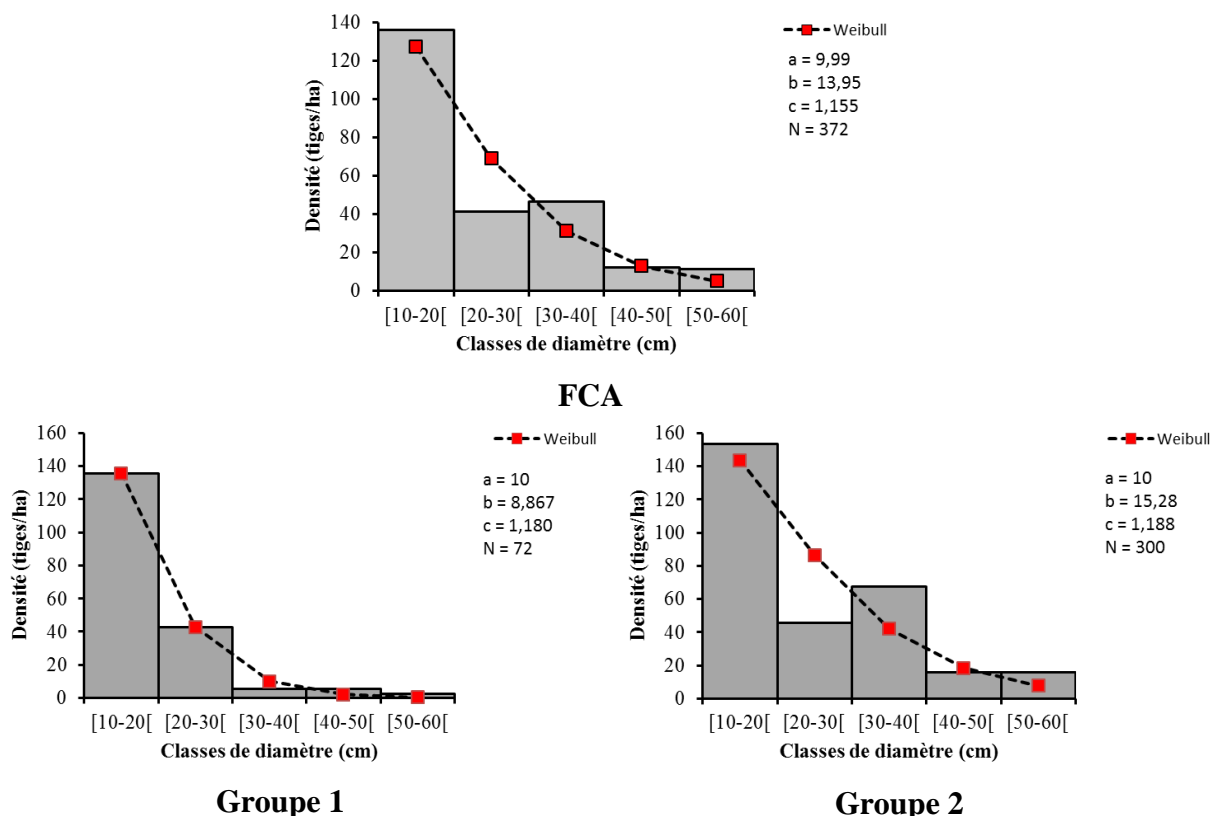 Densité (tiges/ha)
140
120
100
80
60
40
20
0
[10-20[ [20-30[ [30-40[ [40-50[ [50-60[
Classes de diamètre (cm)
Weibull
a = 9,99
b = 13,95
c = 1,155
N = 372
FCA
Densité (tiges/ha)
160
140
120
100
80
60
40
20
0
[10-20[ [20-30[ [30-40[ [40-50[ [50-60[
Classes de diamètre (cm)
Weibull
a = 10
b = 8,867
c = 1,180
N = 72
Groupe 1
Densité (tiges/ha)
160
140
120
100
80
60
40
20
0
[10-20[ [20-30[ [30-40[ [40-50[ [50-60[
Classes de diamètre (cm)
Weibull
a = 10
b = 15,28
c = 1,188
N = 300
Groupe 2